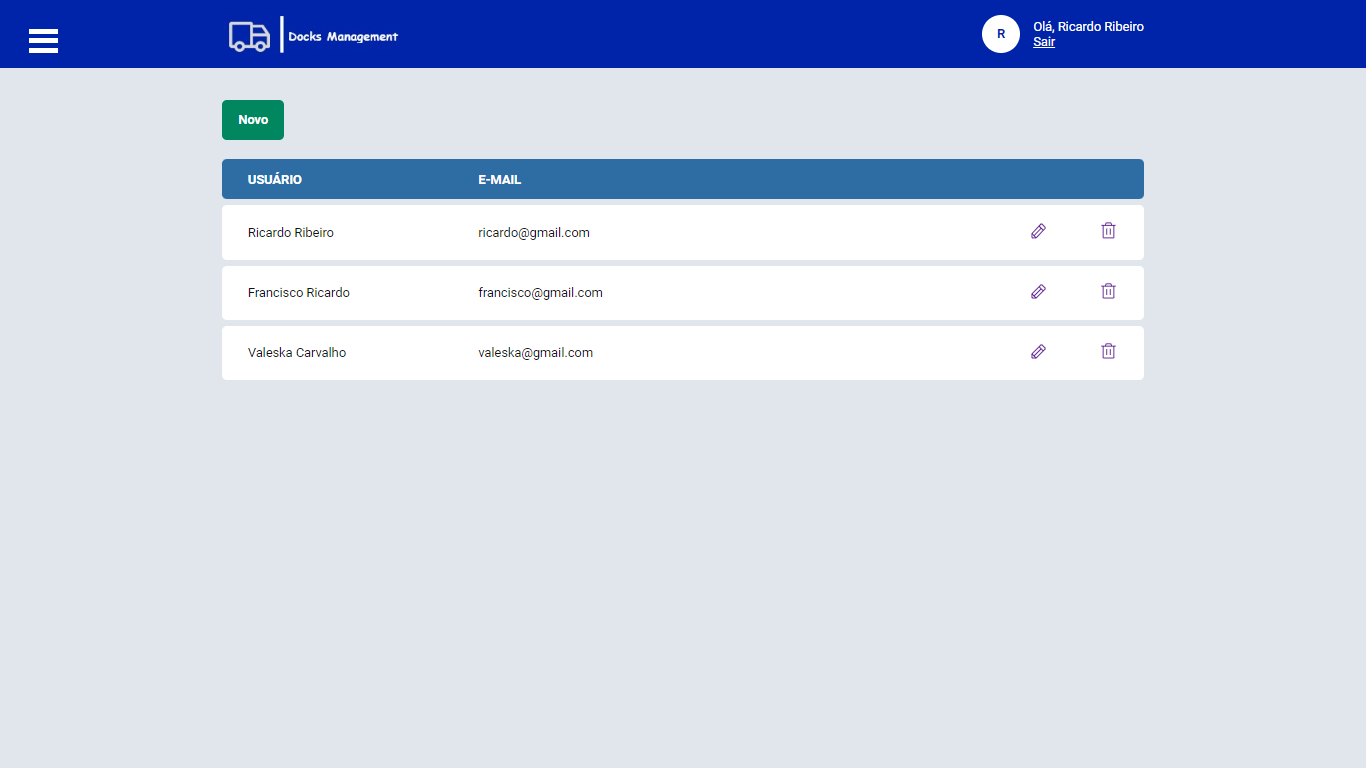 Docks Management
R
Olá, Ricardo Ribeiro
Sair
Novo
USUÁRIO E-MAIL
Ricardo Ribeiro ricardo@gmail.com
Francisco Ricardo francisco@gmail.com
Valeska Carvalho valeska@gmail.com